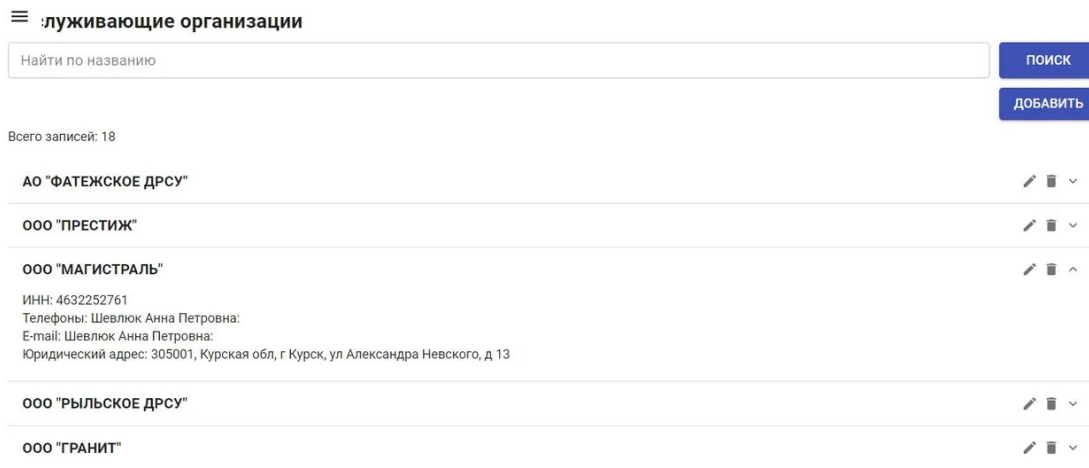 служивающие организации
Найти по названию
ПОИСК
ДОБАВИТЬ
Всего записей: 18
АО "ФАТЕЖСКОЕ ДРСУ"
ООО "ПРЕСТИЖ"
ООО "МАГИСТРАЛЬ"
ИНН: 4632252761
Телефоны: Шевлюк Анна Петровна:
E-mail: Шевлюк Анна Петровна:
Юридический адрес: 305001, Курская обл, г Курск, ул Александра Невского, д 13
ООО "РЫЛЬСКОЕ ДРСУ"
ООО "ГРАНИТ"